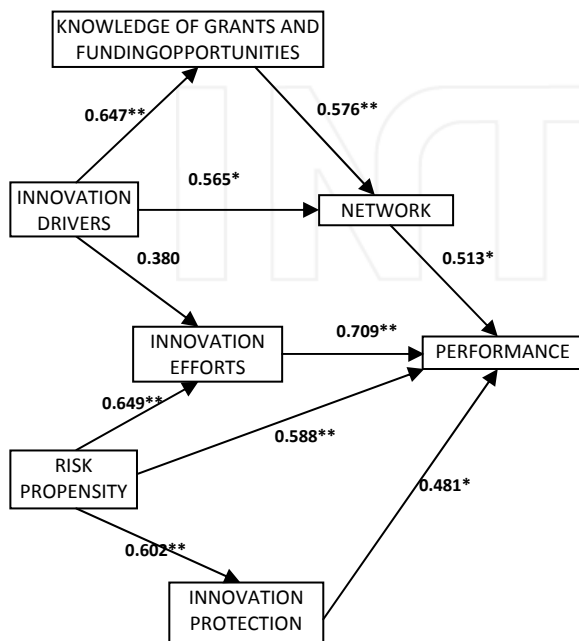 KNOWLEDGE OF GRANTS AND
FUNDINGOPPORTUNITIES
0.647**
0.576**
INNOVATION
DRIVERS
0.565*
NETWORK
0.380
0.513*
INNOVATION
EFFORTS
0.709**
PERFORMANCE
0.649**
0.588**
RISK
PROPENSITY
0.481*
0.602**
INNOVATION
PROTECTION
INT